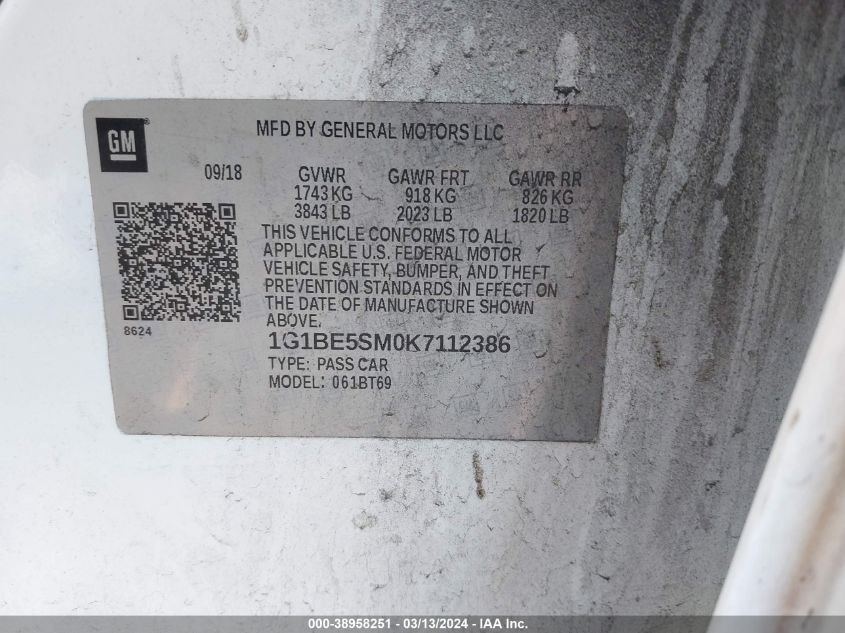 GM
MFD BY GENERAL MOTORS LLC
09/18 GVWR GAWR FRT GAWR RR
1743 KG 918 KG 826 KG
3843 LB 2023 LB 1820 LB
THIS VEHICLE CONFORMS TO ALL
APPLICABLE U.S. FEDERAL MOTOR
VEHICLE SAFETY, BUMPER, AND THEFT
PREVENTION STANDARDS IN EFFECT ON
THE DATE OF MANUFACTURE SHOWN
ABOVE.
8624
1G1BE5SM0K7112386
TYPE: PASS CAR
MODEL: 061BT69
000-38958251 - 03/13/2024 - IAA Inc.